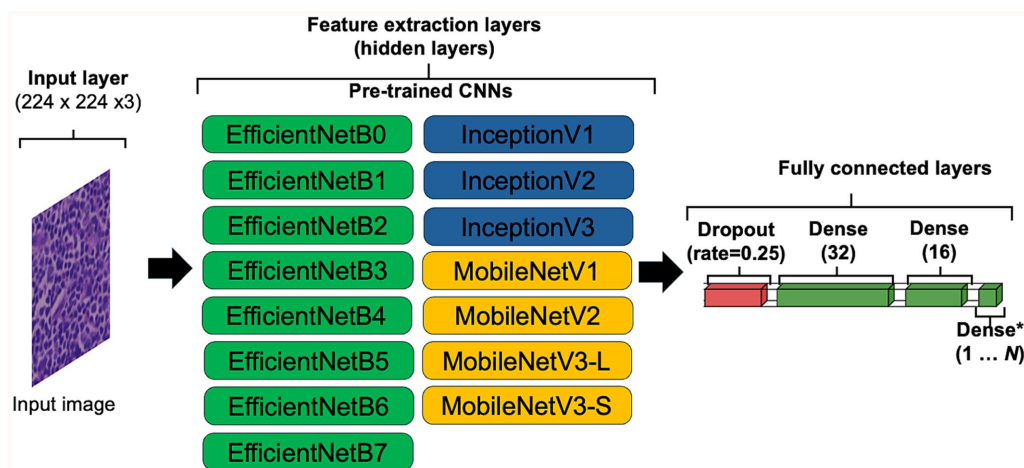 Feature extraction layers
(hidden layers)
Input layer
(224 x 224 x3)
Pre-trained CNNs
EfficientNetB0
EfficientNetB1
EfficientNetB2
EfficientNetB3
EfficientNetB4
EfficientNetB5
EfficientNetB6
EfficientNetB7
InceptionV1
InceptionV2
InceptionV3
MobileNetV1
MobileNetV2
MobileNetV3-L
MobileNetV3-S
Input image
Fully connected layers
Dropout
(rate=0.25)
Dense
(32)
Dense
(16)
Dense*
(1 ... N)